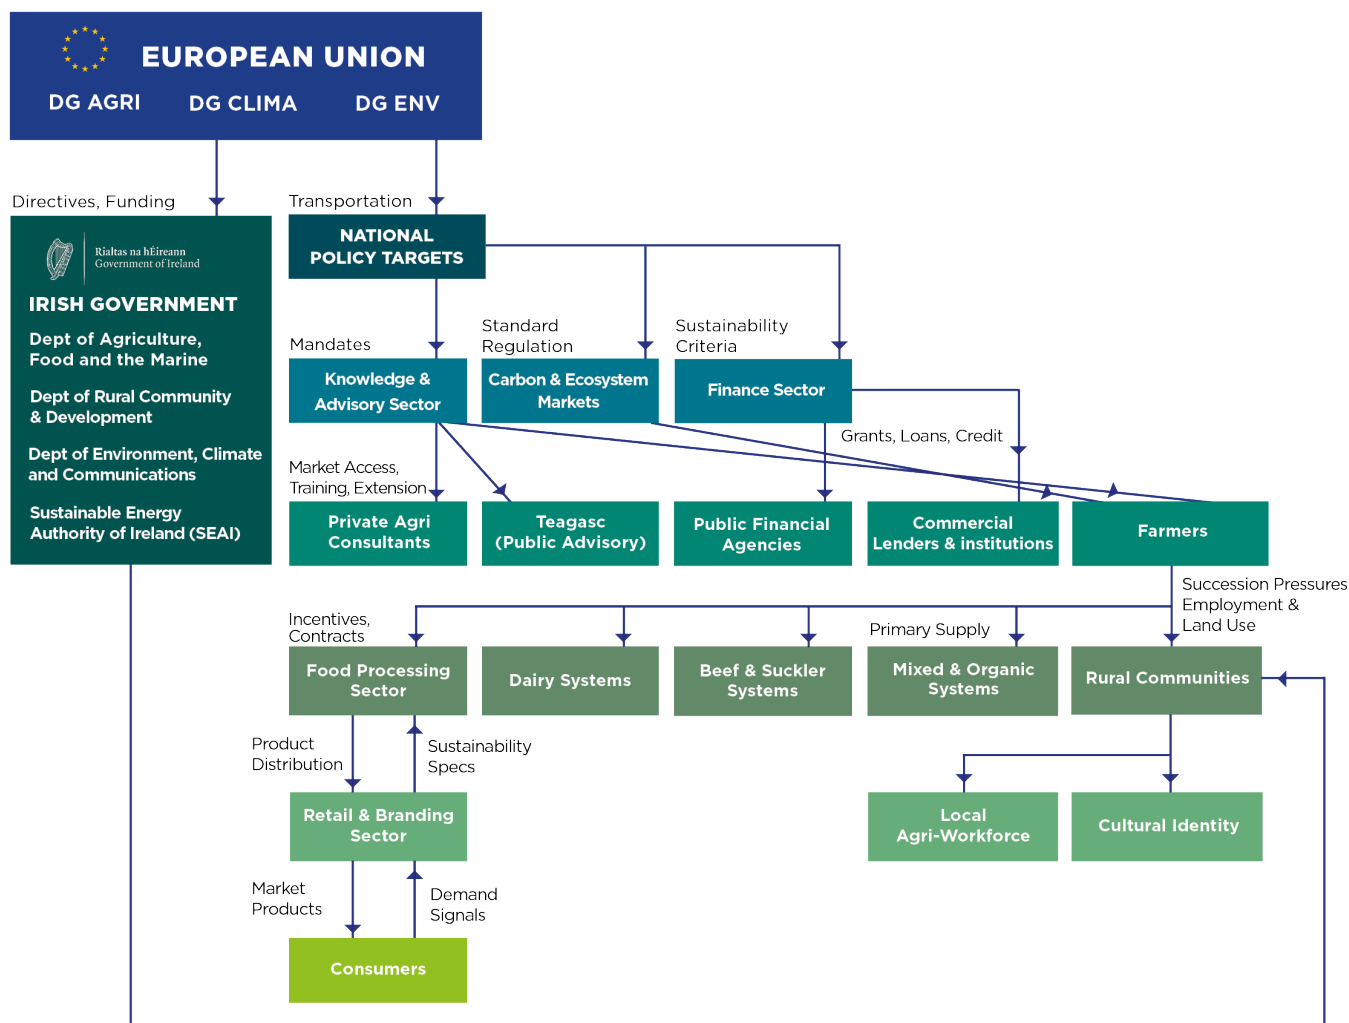 EUROPEAN UNION
DG AGRI
DG CLIMA
DG ENV
Directives, Funding
Transportation
Rialtas na hÉireann
Government of Ireland
IRISH GOVERNMENT
Dept of Agriculture,
Food and the Marine
Dept of Rural Community
& Development
Dept of Environment, Climate
and Communications
Sustainable Energy
Authority of Ireland (SEAI)
NATIONAL
POLICY TARGETS
Mandates
Standard
Regulation
Sustainability
Criteria
Knowledge &
Advisory Sector
Carbon & Ecosystem
Markets
Finance Sector
Grants, Loans, Credit
Market Access,
Training, Extension
Private Agri
Consultants
Teagasc
(Public Advisory)
Public Financial
Agencies
Commercial
Lenders & institutions
Farmers
Succession Pressures
Employment &
Land Use
Incentives,
Contracts
Primary Supply
Food Processing
Sector
Dairy Systems
Beef & Suckler
Systems
Mixed & Organic
Systems
Rural Communities
Product
Distribution
Sustainability
Specs
Retail & Branding
Sector
Local
Agri-Workforce
Cultural Identity
Market
Products
Demand
Signals
Consumers